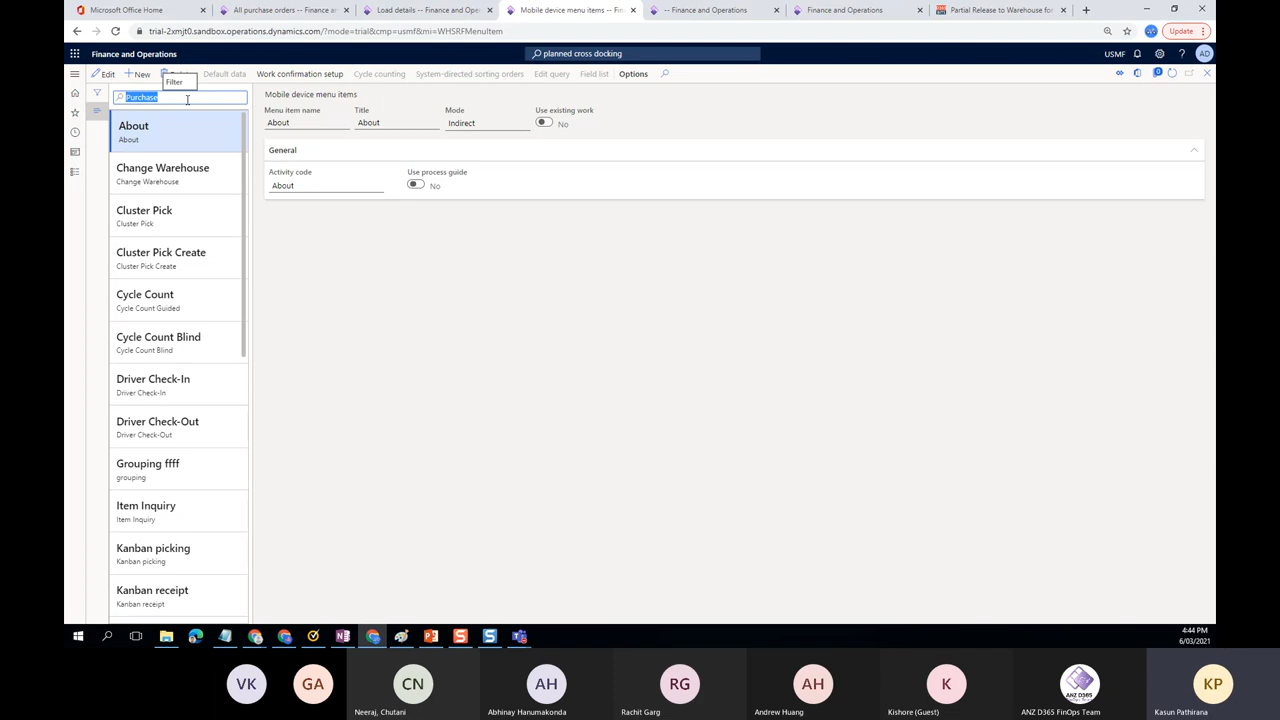 Microsoft Office Home
All purchase orders -- Finance ar
Load details -- Finance and Oper
Mobile device menu items -- Fin
-- Finance and Operations
Finance and Operations
Partial Release to Warehouse for
trial-2xmjt0.sandbox.operations.dynamics.com/?mode=trial&cmp=usmf&mi=WHSRFMenuItem
Update
Finance and Operations
planned cross docking
USMF
AD
Edit
New
Default data
Work confirmation setup
Cycle counting
System-directed sorting orders
Edit query
Field list
Options
Filter
Purchase
About
About
Change Warehouse
Change Warehouse
Cluster Pick
Cluster Pick
Cluster Pick Create
Cluster Pick Create
Cycle Count
Cycle Count Guided
Cycle Count Blind
Cycle Count Blind
Driver Check-In
Driver Check-In
Driver Check-Out
Driver Check-Out
Grouping ffff
grouping
Item Inquiry
Item Inquiry
Kanban picking
Kanban picking
Kanban receipt
Kanban receipt
Mobile device menu items
Menu item name
Title
Mode
Use existing work
About
About
Indirect
No
General
Activity code
Use process guide
About
No
4:44 PM
6/03/2021
VK
GA
CN
AH
RG
AH
K
KP
Neeraj, Chutani
Abhinay Hanumakonda
Rachit Garg
Andrew Huang
Kishore (Guest)
ANZ D365 FinOps Team
Kasun Pathirana